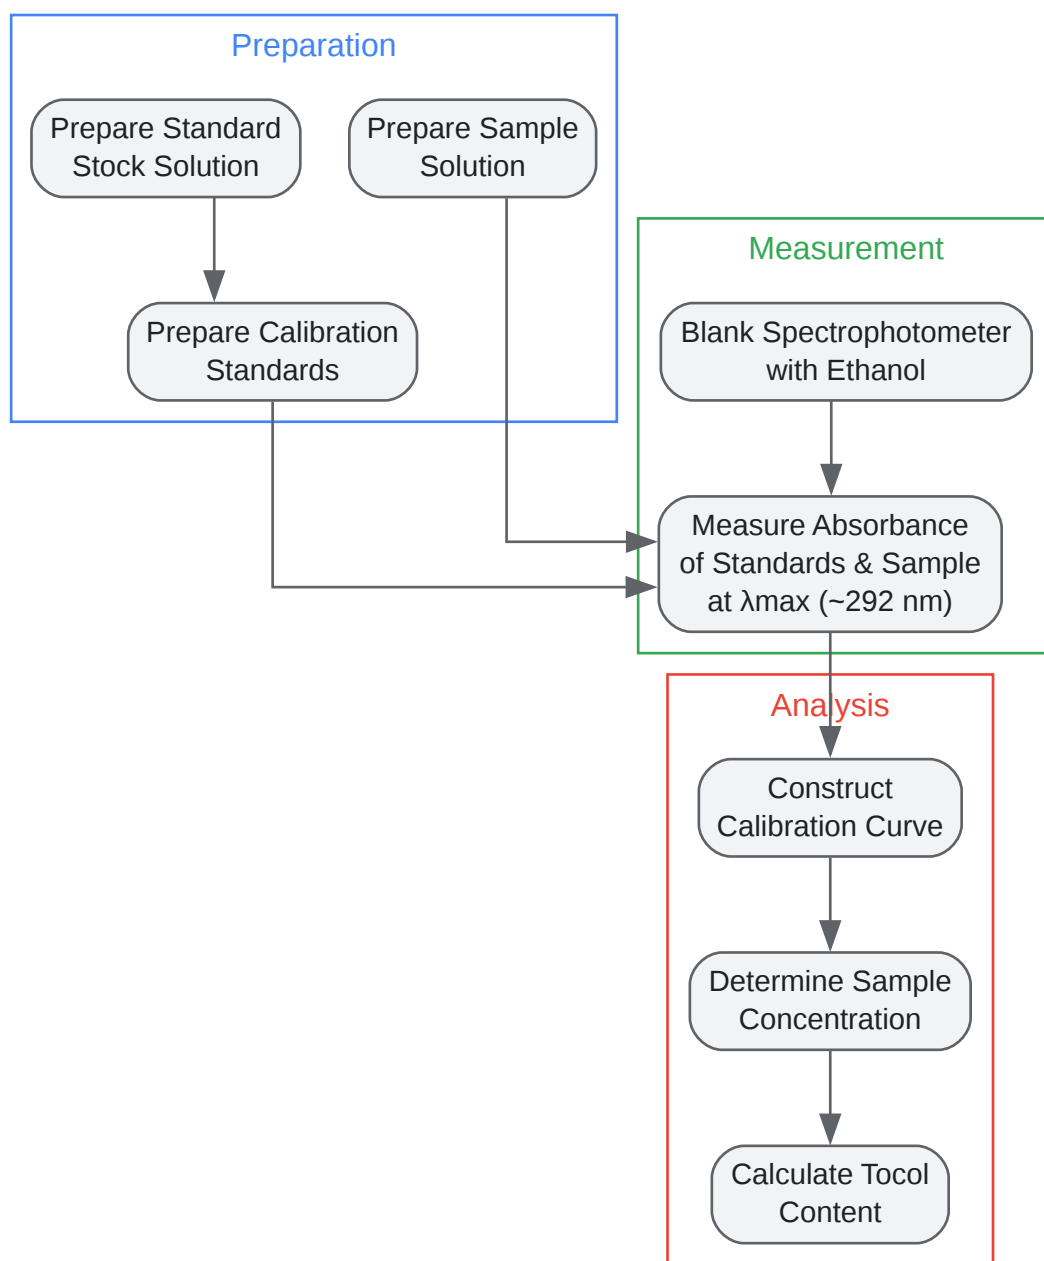 Preparation
Prepare Standard
Stock Solution
Prepare Sample
Solution
Prepare Calibration
Standards
Measurement
Blank Spectrophotometer
with Ethanol
Measure Absorbance
of Standards & Sample
at λmax (~292 nm)
Analysis
Construct
Calibration Curve
Determine Sample
Concentration
Calculate Tocol
Content